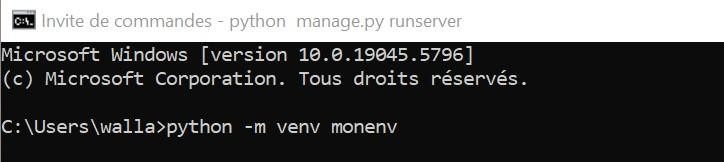 Invite de commandes - python  manage.py runserver
Microsoft Windows [version 10.0.19045.5796]
(c) Microsoft Corporation. Tous droits réservés.
C:\Users\walla>python -m venv monenv